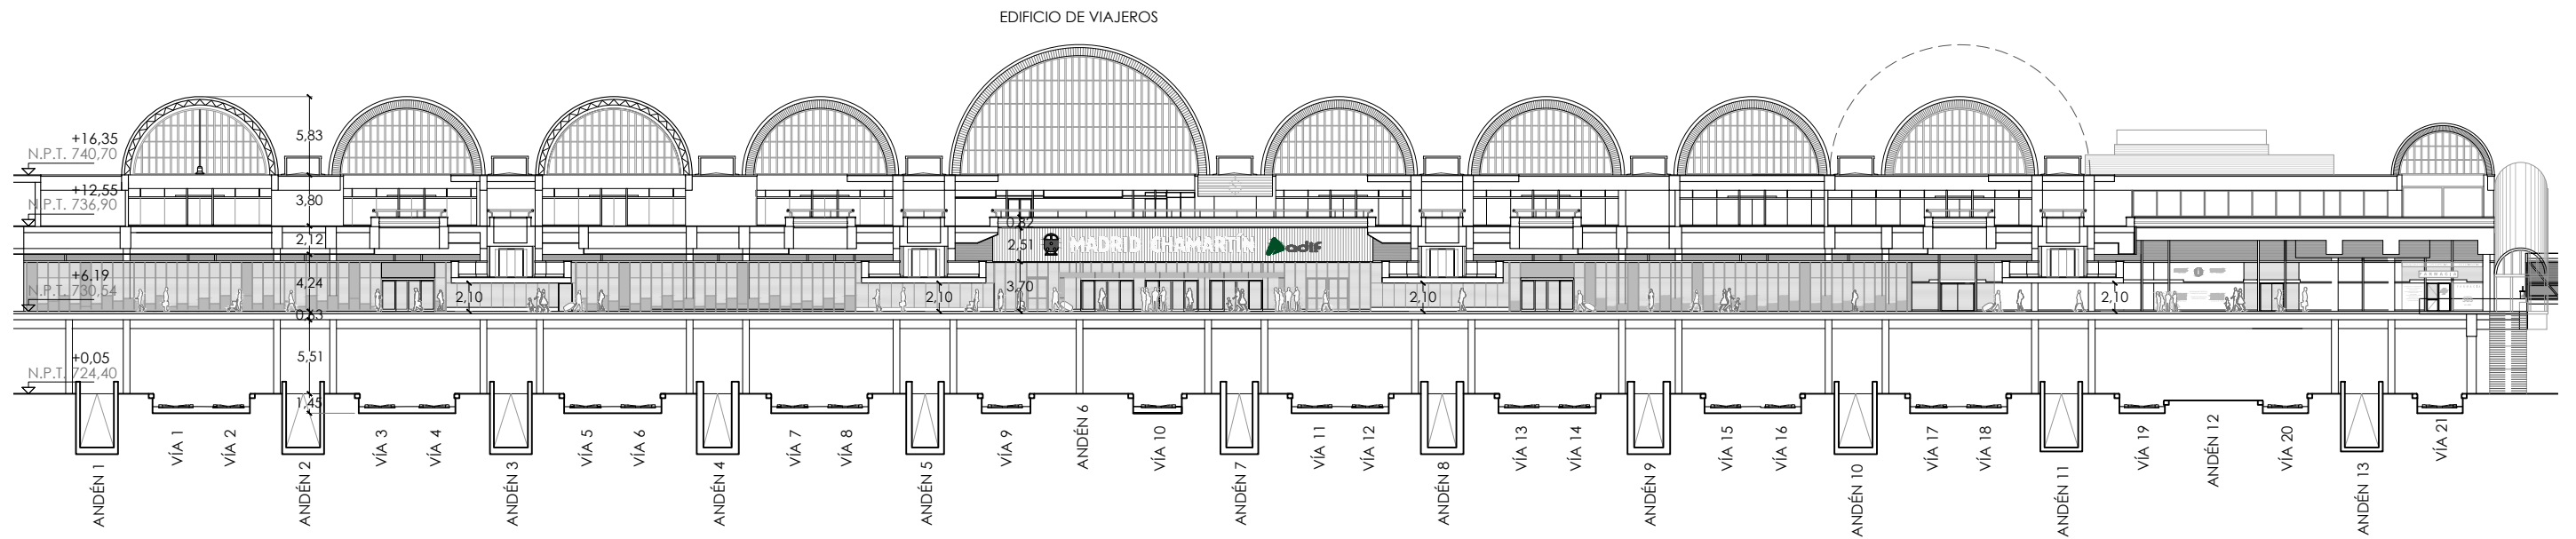 EDIFICIO DE VIAJEROS
5,83
+16,35
N.P.T. 740,70
+12,55
N.P.T. 736,90
3,80
0,82
2,12
2,51
MADRID CHAMARTÍN
adif
+6.19
N.P.T. 730,54
4,24
3,70
2,10
2,10
2,10
2,10
0,63
+0,05
N.P.T. 724,40
5,51
1,45
ANDÉN 1
VÍA 1
VÍA 2
ANDÉN 2
VÍA 3
VÍA 4
ANDÉN 3
VÍA 5
VÍA 6
ANDÉN 4
VÍA 7
VÍA 8
ANDÉN 5
VÍA 9
ANDÉN 6
VÍA 10
ANDÉN 7
VÍA 11
VÍA 12
ANDÉN 8
VÍA 13
VÍA 14
ANDÉN 9
VÍA 15
VÍA 16
ANDÉN 10
VÍA 17
VÍA 18
ANDÉN 11
VÍA 19
ANDÉN 12
VÍA 20
ANDÉN 13
VÍA 21